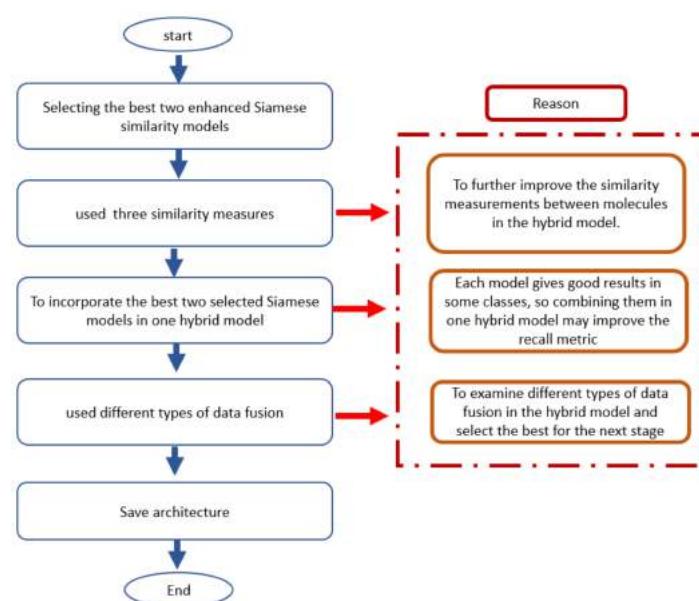 start
Selecting the best two enhanced Siamese
similarity models
used three similarity measures
To incorporate the best two selected Siamese
models in one hybrid model
used different types of data fusion
Save architecture
End
Reason
To further improve the similarity
measurements between molecules
in the hybrid model.
Each model gives good results in
some classes, so combining them in
one hybrid model may improve the
recall metric
To examine different types of data
fusion in the hybrid model and
select the best for the next stage